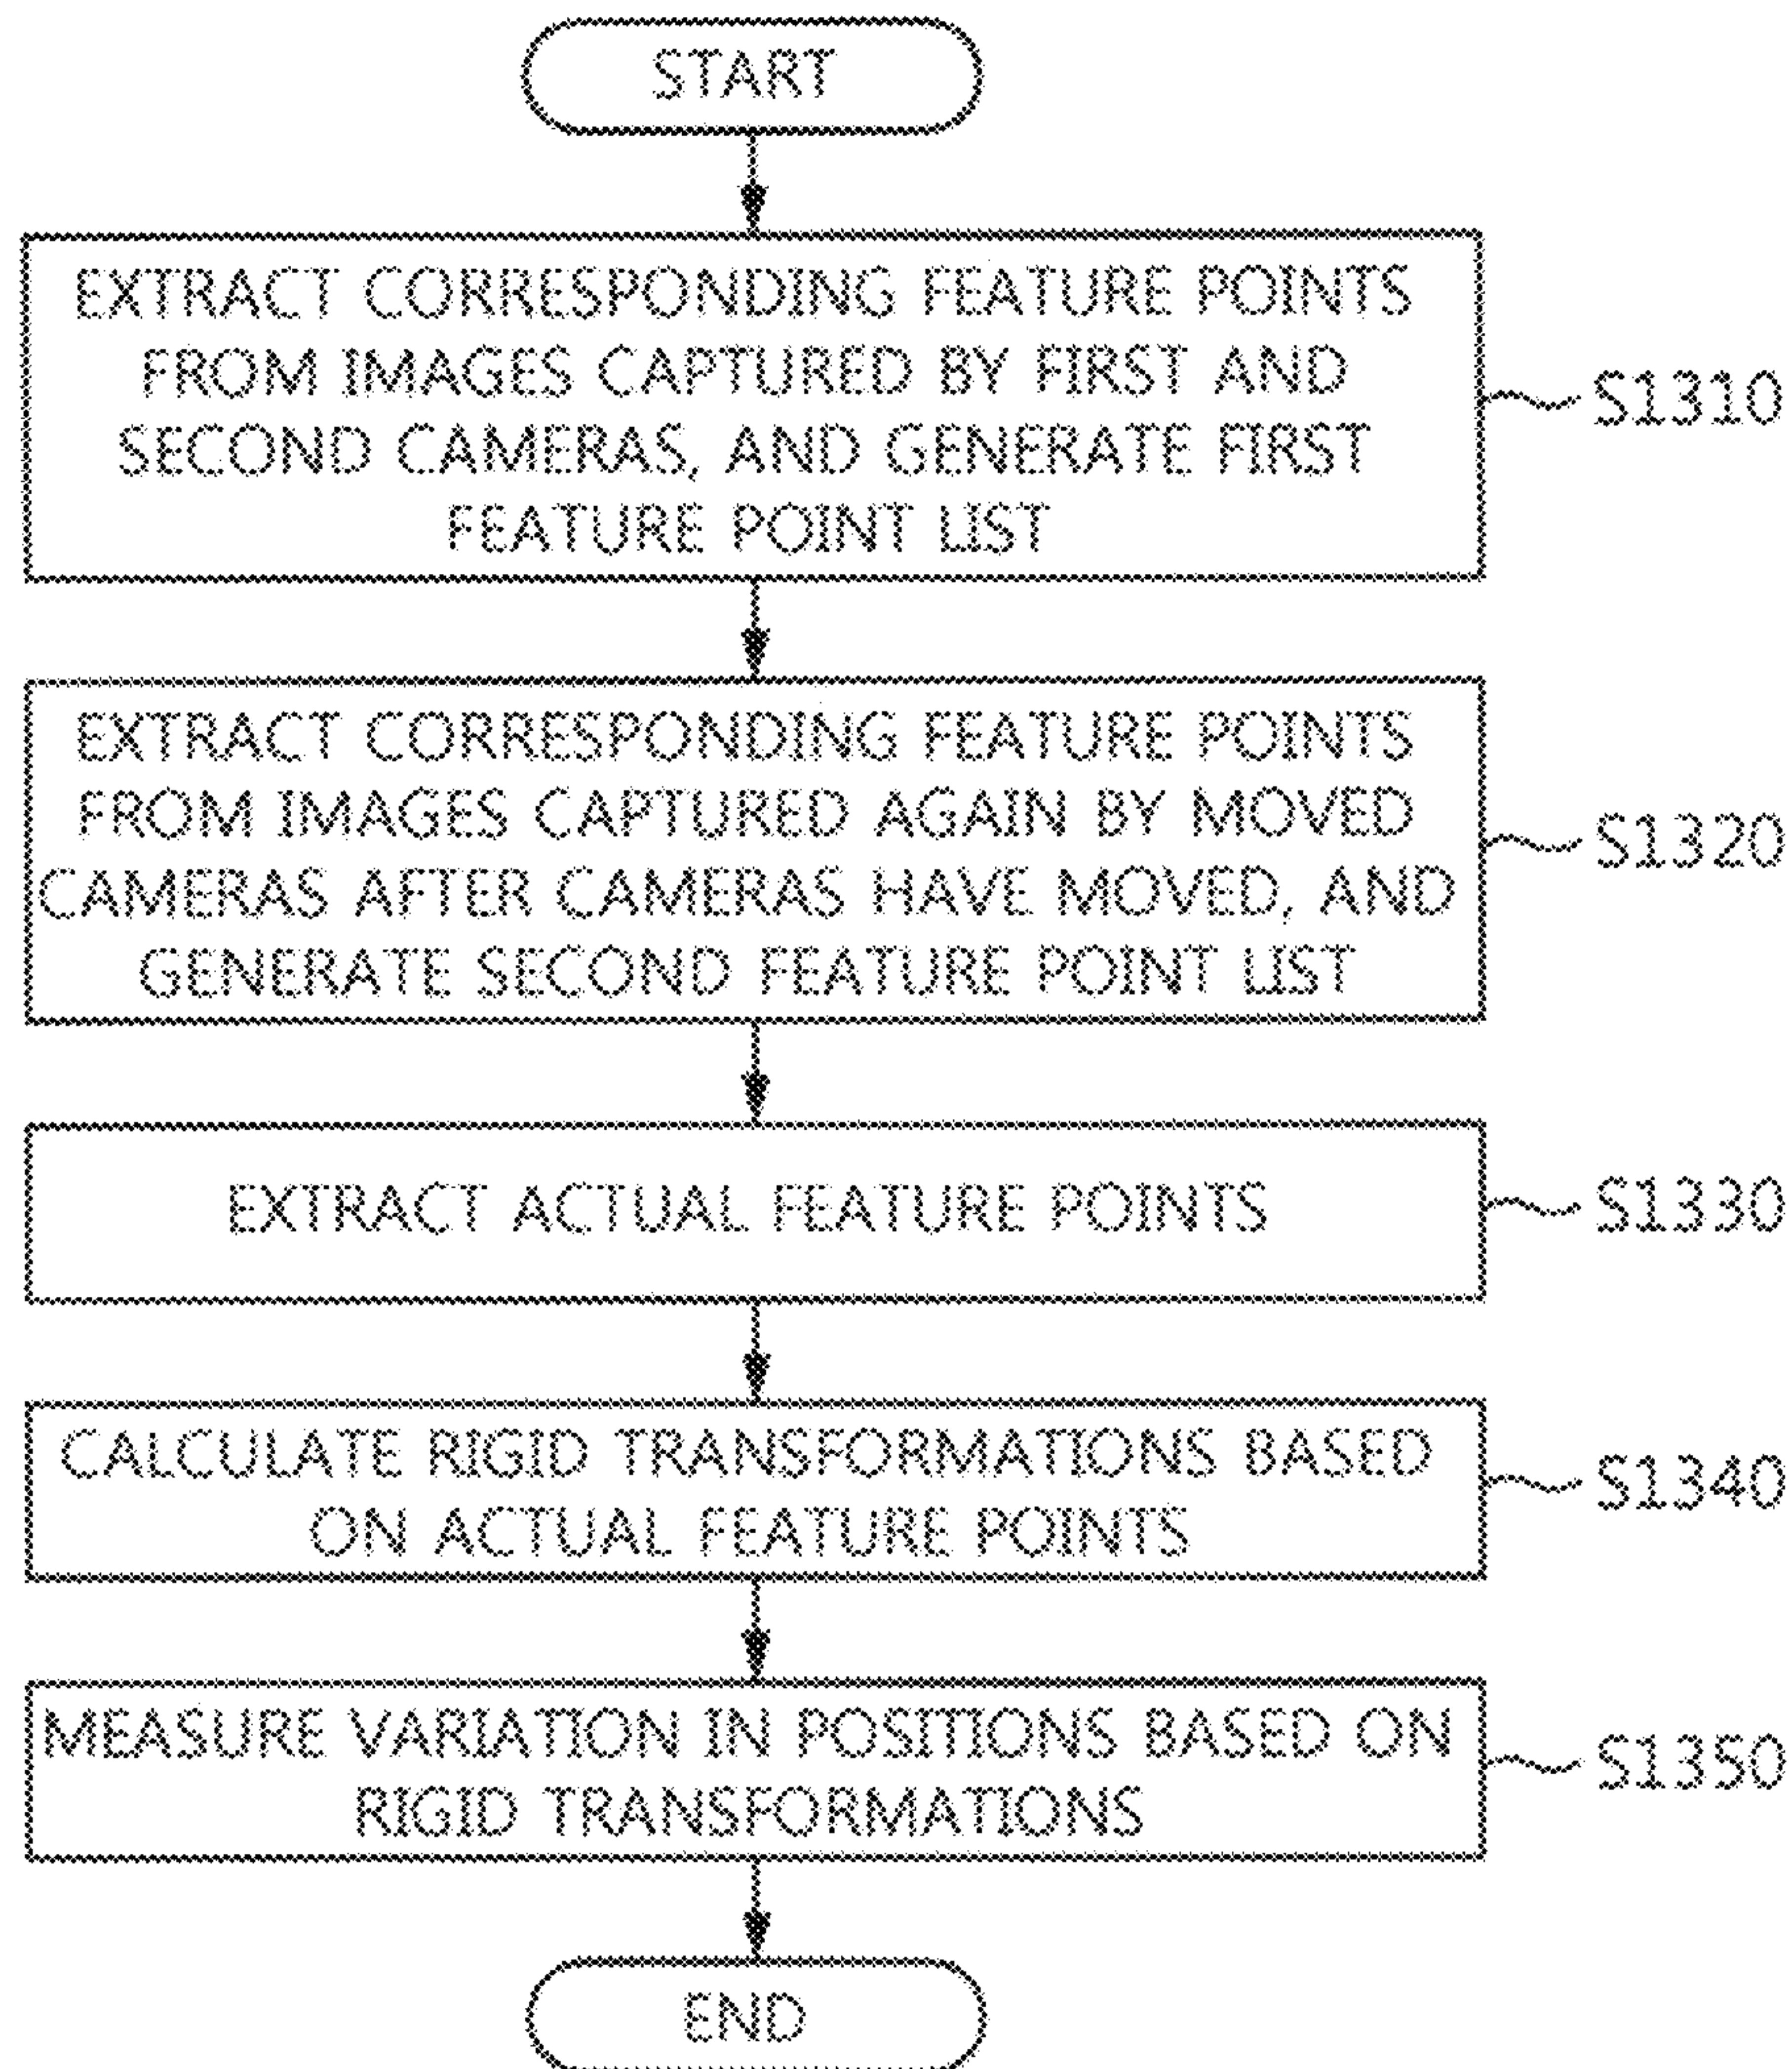 START
EXTRACT CORRESPONDING FEATURE POINTS
FROM IMAGES CAPTURED BY FIRST AND
SECOND CAMERAS, AND GENERATE FIRST
FEATURE POINT LIST
S1310
EXTRACT CORRESPONDING FEATURE POINTS
FROM IMAGES CAPTURED AGAIN BY MOVED
CAMERAS AFTER CAMERAS HAVE MOVED, AND
GENERATE SECOND FEATURE POINT LIST
S1320
EXTRACT ACTUAL FEATURE POINTS
S1330
CALCULATE RIGID TRANSFORMATIONS BASED
ON ACTUAL FEATURE POINTS
S1340
MEASURE VARIATION IN POSITIONS BASED ON
RIGID TRANSFORMATIONS
S1350
END